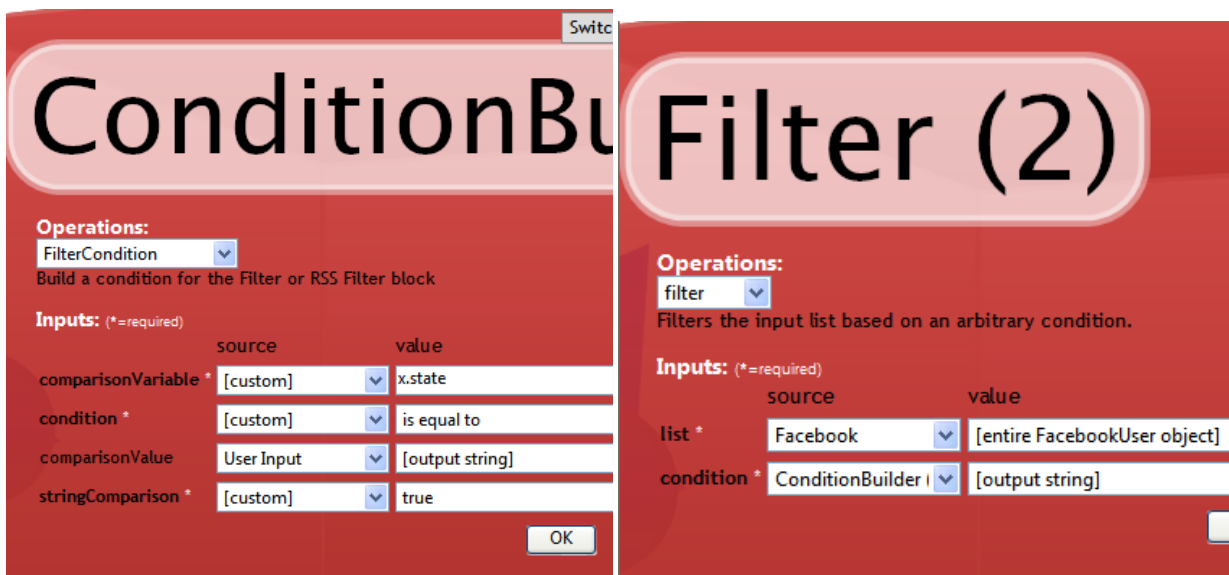 Switc
ConditionBu
Operations:
FilterCondition
Build a condition for the Filter or RSS Filter block
Inputs: (*=required)
source value
comparisonVariable * [custom] x.state
condition * [custom] is equal to
comparisonValue User Input [output string]
stringComparison * [custom] true
OK
Filter (2)
Operations:
filter
Filters the input list based on an arbitrary condition.
Inputs: (*=required)
source value
list * Facebook [entire FacebookUser object]
condition * ConditionBuilder ( [output string]